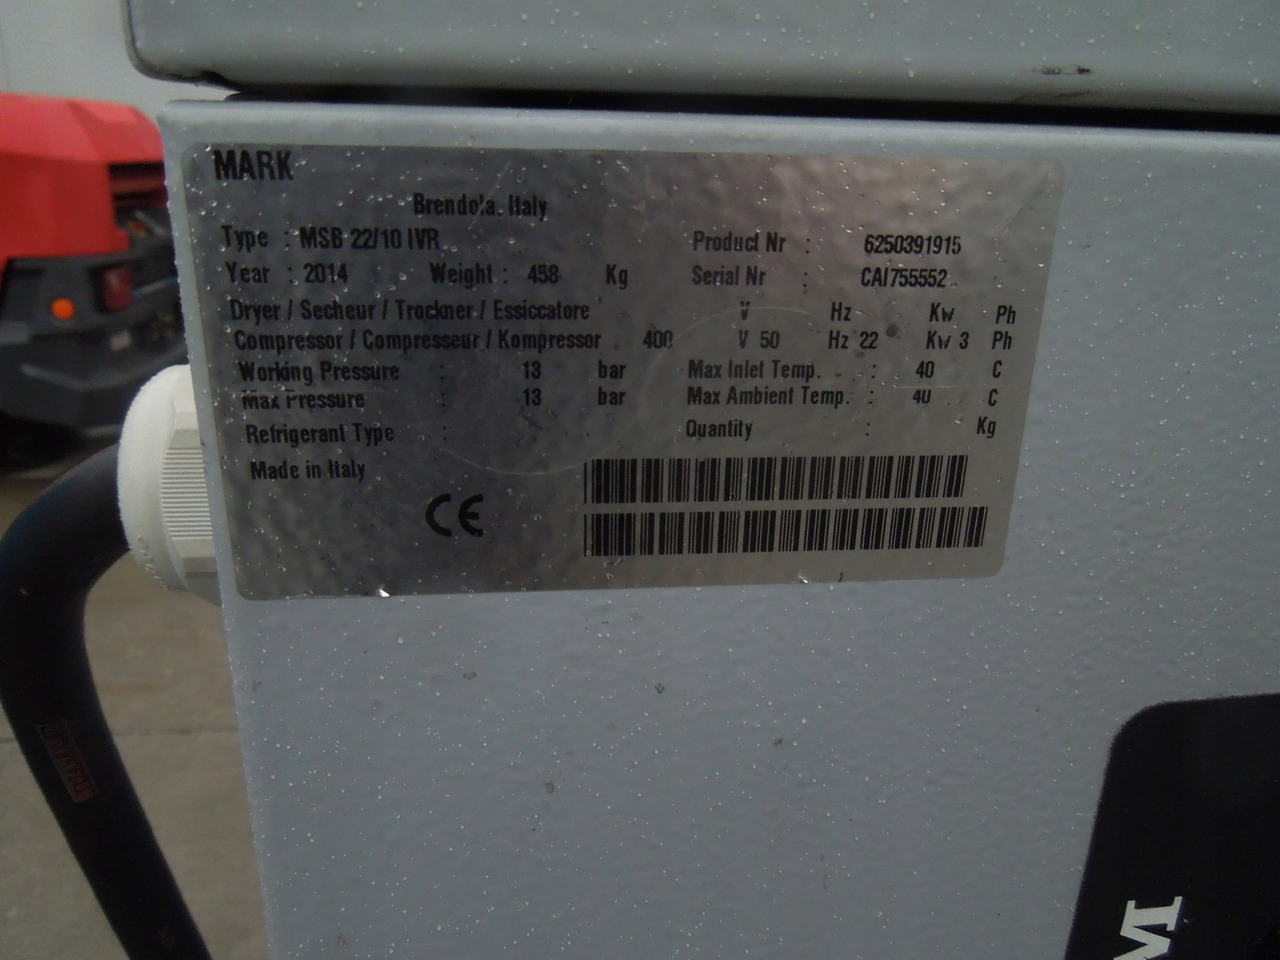 MARK
Brendola, Italy
Type : MSB 22/10 IVR Product Nr : 6250391915
Year : 2014 Weight : 458 Kg Serial Nr : CAI755552
Dryer / Secheur / Trockner / Essiccatore V Hz Kw Ph
Compressor / Compresseur / Kompressor 400 V 50 Hz 22 Kw 3 Ph
Working Pressure : 13 bar Max Inlet Temp. : 40 C
Max Pressure : 13 bar Max Ambient Temp. : 40 C
Refrigerant Type : Quantity : Kg
Made in Italy
CE
M